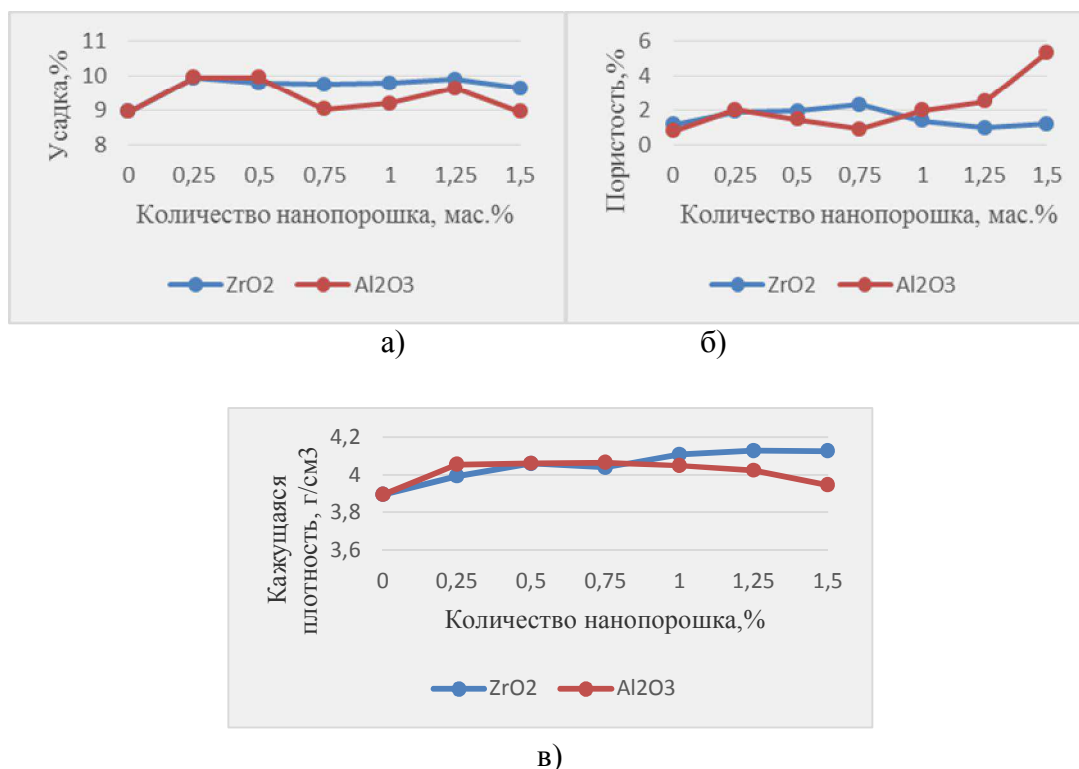 Усадка,%
11
10
9
8
0 0,25 0,5 0,75 1 1,25 1,5
Количество нанопорошка, мас.%
ZrO2 Al2O3
а)
Пористость,%
6
4
2
0
0 0,25 0,5 0,75 1 1,25 1,5
Количество нанопорошка, мас.%
ZrO2 Al2O3
б)
Кажущаяся
плотность, г/см3
4,2
4
3,8
3,6
0 0,25 0,5 0,75 1 1,25 1,5
Количество нанопорошка,%
ZrO2 Al2O3
в)